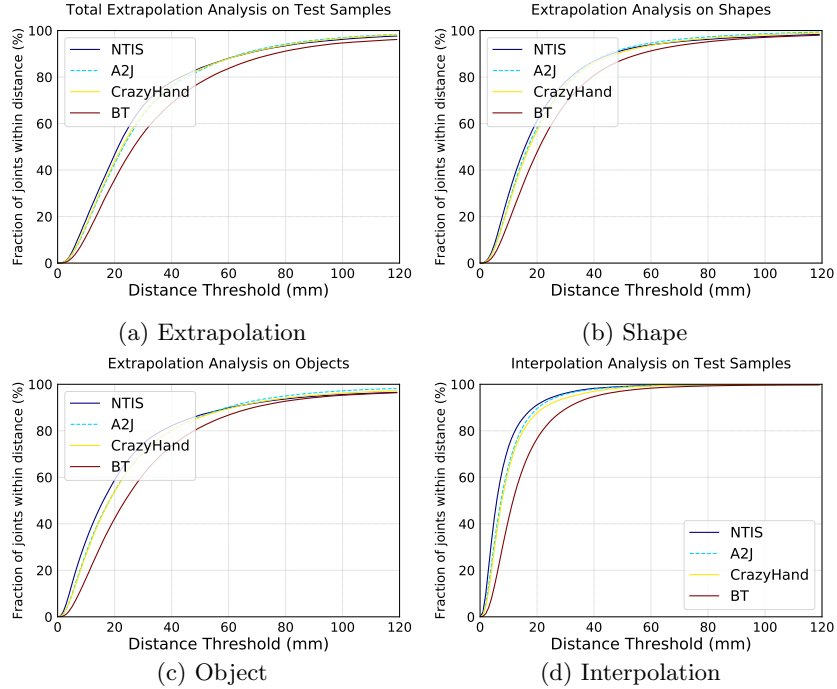 Total Extrapolation Analysis on Test Samples
Fraction of joints within distance (%)
100
80
60
40
20
0
NTIS
A2J
CrazyHand
BT
0 20 40 60 80 100 120
Distance Threshold (mm)
(a) Extrapolation
Extrapolation Analysis on Shapes
Fraction of joints within distance (%)
100
80
60
40
20
0
NTIS
A2J
CrazyHand
BT
0 20 40 60 80 100 120
Distance Threshold (mm)
(b) Shape
Extrapolation Analysis on Objects
Fraction of joints within distance (%)
100
80
60
40
20
0
NTIS
A2J
CrazyHand
BT
0 20 40 60 80 100 120
Distance Threshold (mm)
(c) Object
Interpolation Analysis on Test Samples
Fraction of joints within distance (%)
100
80
60
40
20
0
NTIS
A2J
CrazyHand
BT
0 20 40 60 80 100 120
Distance Threshold (mm)
(d) Interpolation